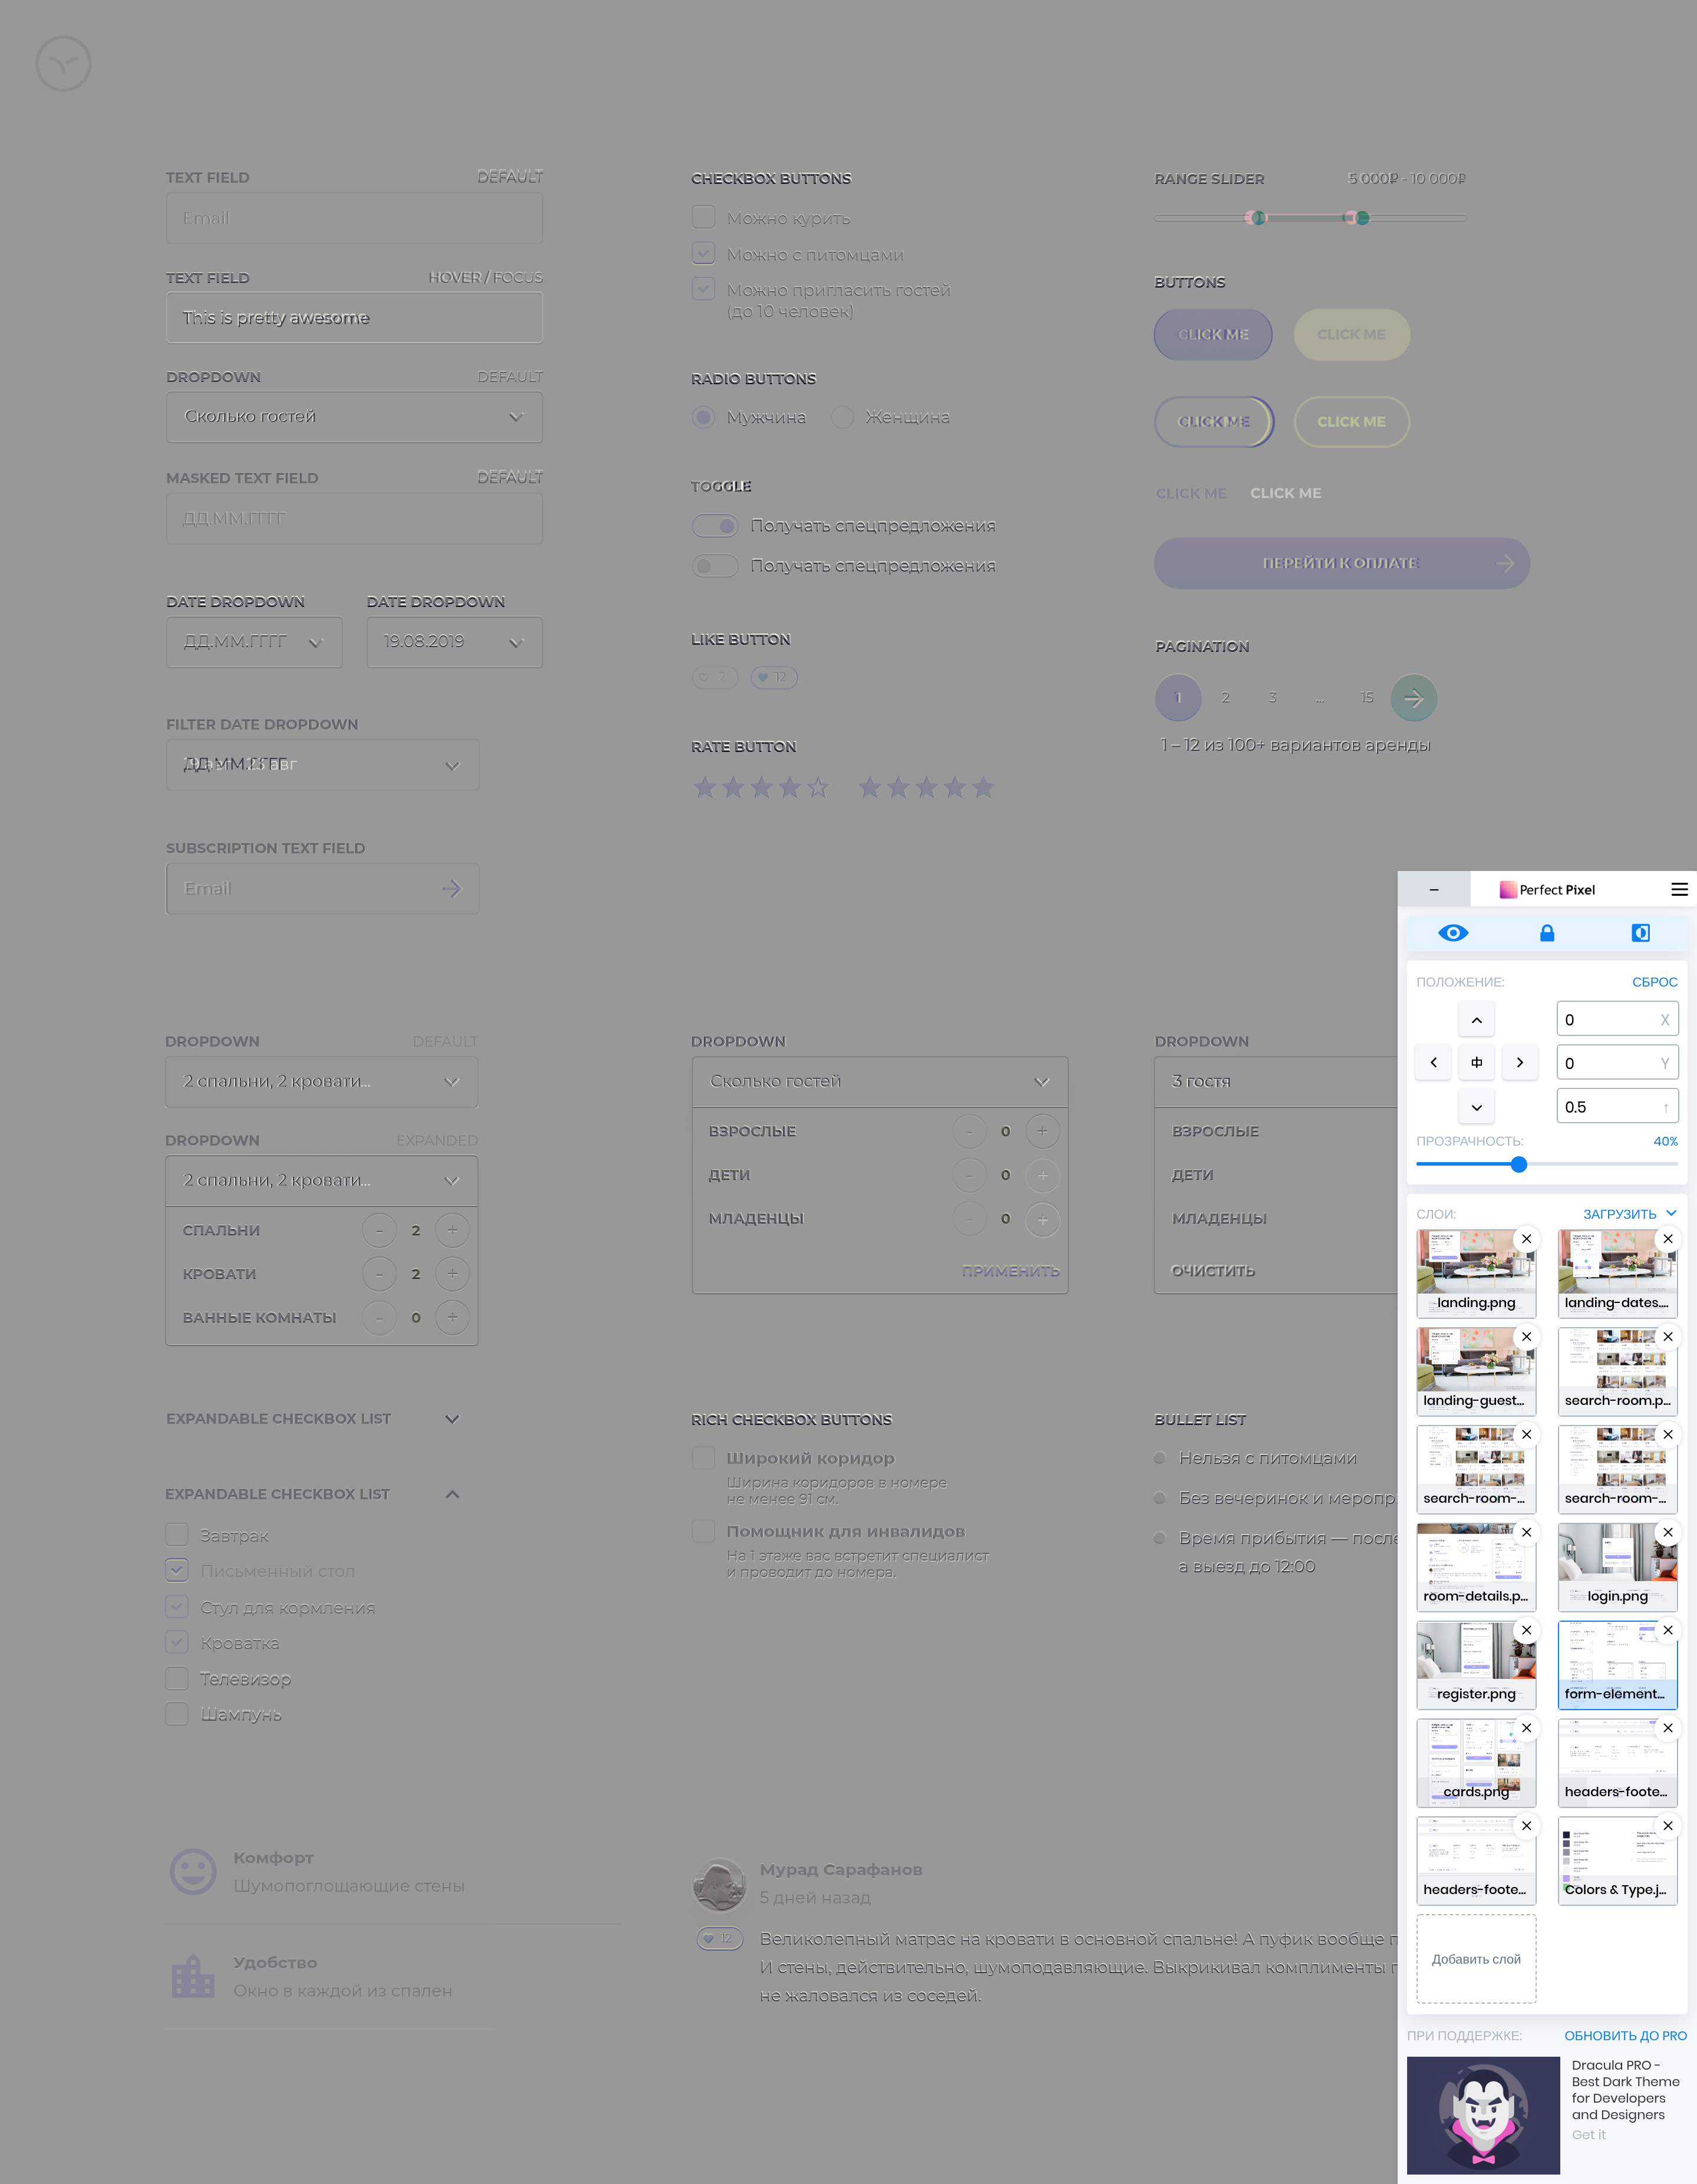 TEXT FIELD
DEFAULT
Email
TEXT FIELD
HOVER / FOCUS
This is pretty awesome
DROPDOWN
DEFAULT
Сколько гостей
MASKED TEXT FIELD
DEFAULT
ДД.ММ.ГГГГ
DATE DROPDOWN
DATE DROPDOWN
ДД.ММ.ГГГГ
19.08.2019
FILTER DATE DROPDOWN
SUBSCRIPTION TEXT FIELD
Email
CHECKBOX BUTTONS
Можно курить
Можно с питомцами
Можно пригласить гостей
(до 10 человек)
RADIO BUTTONS
Мужчина
Женщина
TOGGLE
Получать спецпредложения
Получать спецпредложения
LIKE BUTTON
2
12
RATE BUTTON
RANGE SLIDER
5 000₽ - 10 000₽
BUTTONS
CLICK ME
CLICK ME
CLICK ME
CLICK ME
CLICK ME
CLICK ME
ПЕРЕЙТИ К ОПЛАТЕ
PAGINATION
1
2
3
...
15
1 – 12 из 100+ вариантов аренды
DROPDOWN
DEFAULT
2 спальни, 2 кровати...
DROPDOWN
EXPANDED
2 спальни, 2 кровати...
СПАЛЬНИ
-
2
+
КРОВАТИ
-
2
+
ВАННЫЕ КОМНАТЫ
-
0
+
DROPDOWN
Сколько гостей
ВЗРОСЛЫЕ
-
0
+
ДЕТИ
-
0
+
МЛАДЕНЦЫ
-
0
+
ПРИМЕНИТЬ
DROPDOWN
3 гостя
ВЗРОСЛЫЕ
ДЕТИ
МЛАДЕНЦЫ
ОЧИСТИТЬ
EXPANDABLE CHECKBOX LIST
EXPANDABLE CHECKBOX LIST
Завтрак
Письменный стол
Стул для кормления
Кроватка
Телевизор
Шампунь
RICH CHECKBOX BUTTONS
Широкий коридор
Ширина коридоров в номере
не менее 91 см.
Помощник для инвалидов
На 1 этаже вас встретит специалист
и проводит до номера.
BULLET LIST
Нельзя с питомцами
Без вечеринок и меропр
Время прибытия — после
а выезд до 12:00
Комфорт
Шумопоглощающие стены
Удобство
Окно в каждой из спален
Мурад Сарафанов
5 дней назад
12
Великолепный матрас на кровати в основной спальне! А пуфик вообще
И стены, действительно, шумоподавляющие. Выкрикивал комплименты
не жаловался из соседей.
Perfect Pixel
ПОЛОЖЕНИЕ:
СБРОС
0 X
0 Y
0.5 ↑
ПРОЗРАЧНОСТЬ:
40%
СЛОИ:
ЗАГРУЗИТЬ
landing.png
landing-dates....
landing-guest...
search-room.p...
search-room-...
search-room-...
room-details.p...
login.png
register.png
form-element...
cards.png
headers-foote...
headers-foote...
Colors & Type.j...
Добавить слой
ПРИ ПОДДЕРЖКЕ:
ОБНОВИТЬ ДО PRO
Dracula PRO -
Best Dark Theme
for Developers
and Designers
Get it